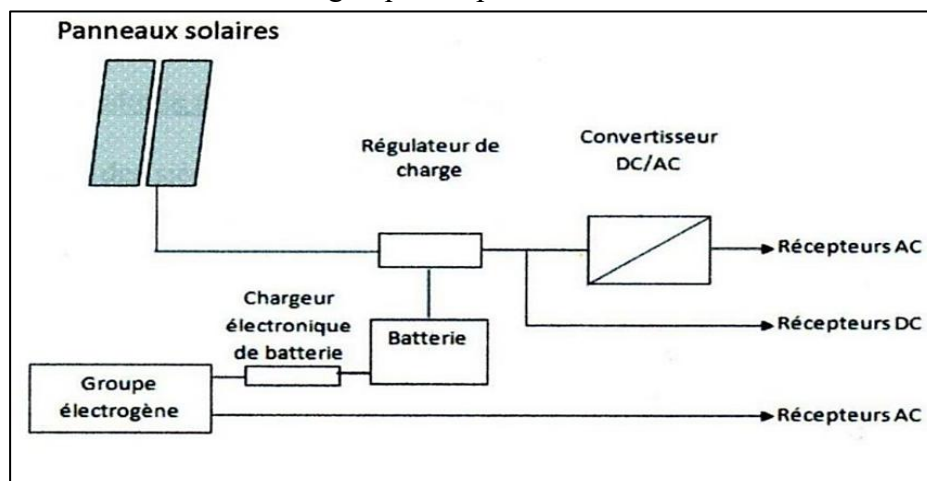 Panneaux solaires
Régulateur de
charge
Convertisseur
DC/AC
Récepteurs AC
Récepteurs DC
Chargeur
électronique
de batterie
Batterie
Groupe
électrogène
Récepteurs AC